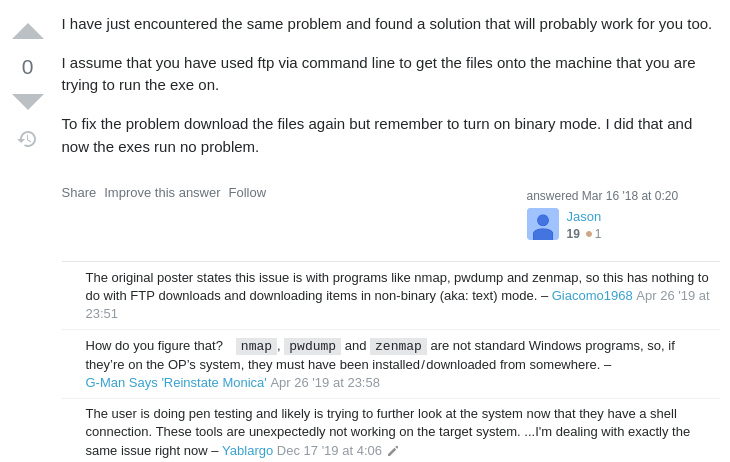 I have just encountered the same problem and found a solution that will probably work for you too.
0
I assume that you have used ftp via command line to get the files onto the machine that you are
trying to run the exe on.
To fix the problem download the files again but remember to turn on binary mode. I did that and
now the exes run no problem.
Share Improve this answer Follow
answered Mar 16 '18 at 0:20
Jason
19 1
The original poster states this issue is with programs like nmap, pwdump and zenmap, so this has nothing to
do with FTP downloads and downloading items in non-binary (aka: text) mode. – Giacomo1968 Apr 26 '19 at
23:51
How do you figure that? nmap, pwdump and zenmap are not standard Windows programs, so, if
they’re on the OP’s system, they must have been installed/downloaded from somewhere. –
G-Man Says 'Reinstate Monica' Apr 26 '19 at 23:58
The user is doing pen testing and likely is trying to further look at the system now that they have a shell
connection. These tools are unexpectedly not working on the target system. ...I'm dealing with exactly the
same issue right now – Yablargo Dec 17 '19 at 4:06